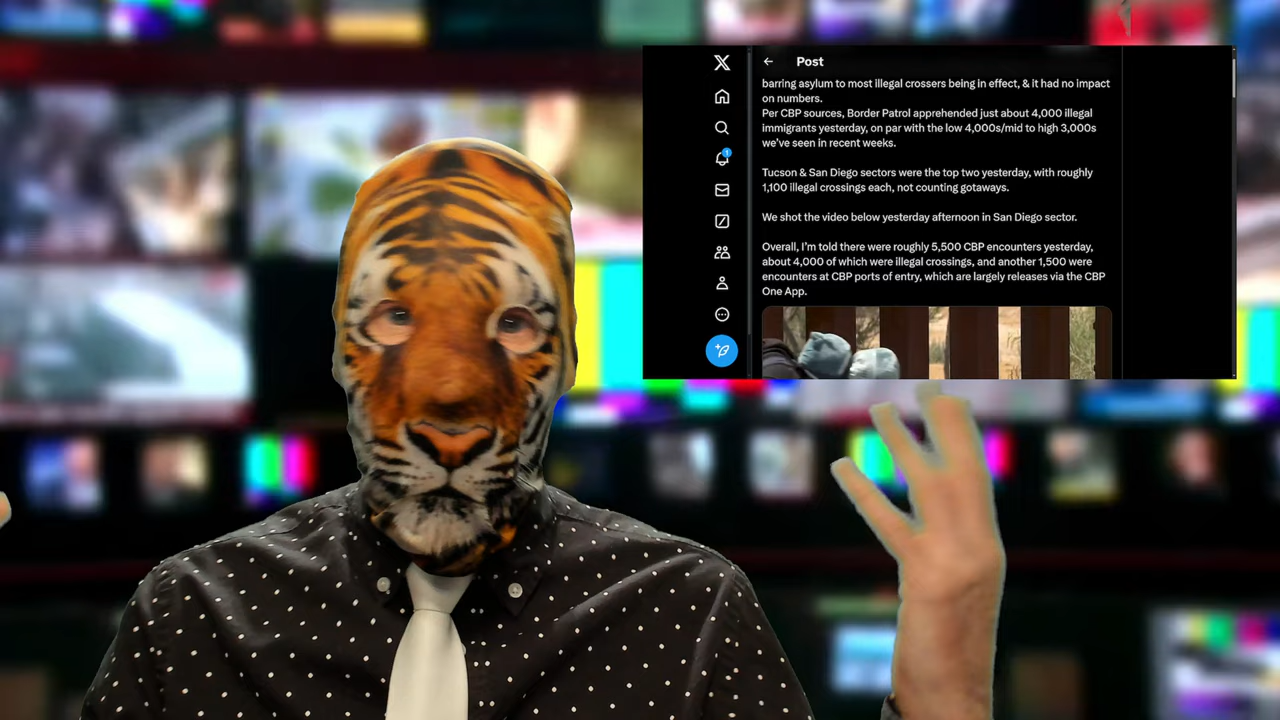 Post
barring asylum to most illegal crossers being in effect, & it had no impact
on numbers.
Per CBP sources, Border Patrol apprehended just about 4,000 illegal
immigrants yesterday, on par with the low 4,000s/mid to high 3,000s
we've seen in recent weeks.
Tucson & San Diego sectors were the top two yesterday, with roughly
1,100 illegal crossings each, not counting gotaways.
We shot the video below yesterday afternoon in San Diego sector.
Overall, I'm told there were roughly 5,500 CBP encounters yesterday,
about 4,000 of which were illegal crossings, and another 1,500 were
encounters at CBP ports of entry, which are largely releases via the CBP
One App.